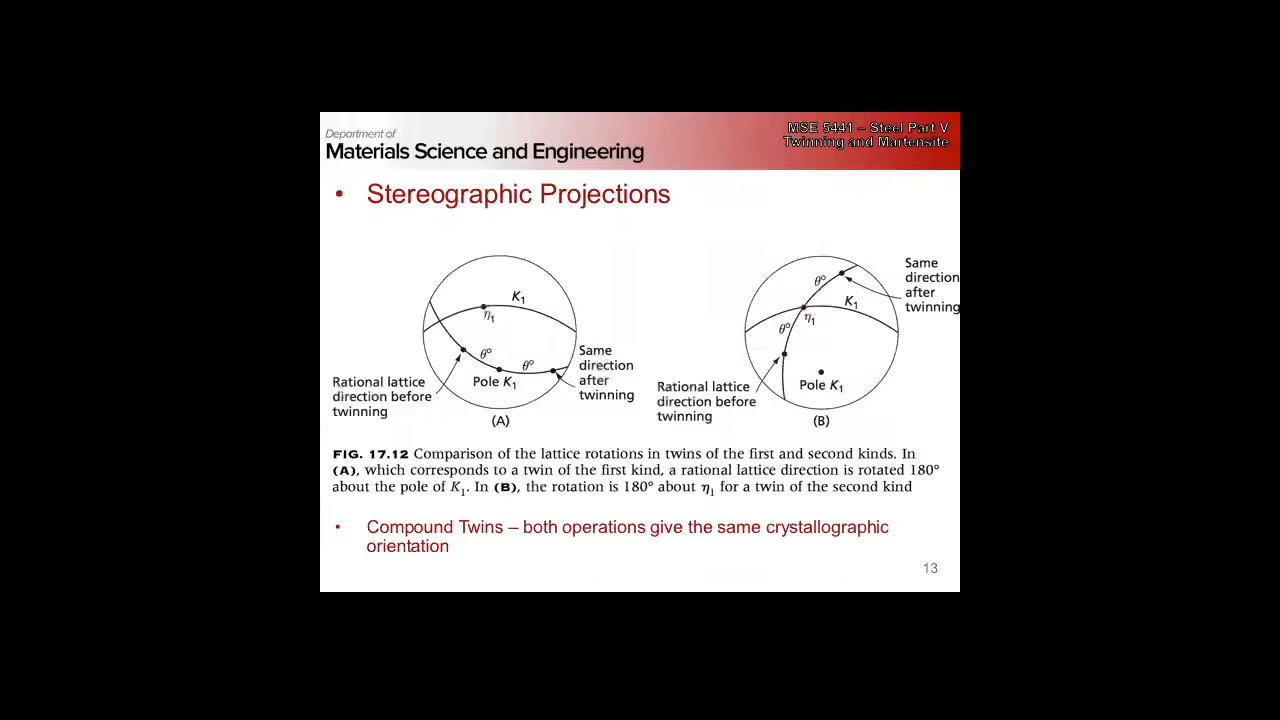 Department of
Materials Science and Engineering
MSE 5441 – Steel Part V
Twinning and Martensite
• Stereographic Projections
K₁
η₁
θ°
θ°
Pole K₁
Rational lattice
direction before
twinning
Same
direction
after
twinning
(A)
θ°
K₁
η₁
θ°
Pole K₁
Rational lattice
direction before
twinning
Same
direction
after
twinning
(B)
FIG. 17.12 Comparison of the lattice rotations in twins of the first and second kinds. In
(A), which corresponds to a twin of the first kind, a rational lattice direction is rotated 180°
about the pole of K₁. In (B), the rotation is 180° about η₁ for a twin of the second kind
• Compound Twins – both operations give the same crystallographic
orientation
13